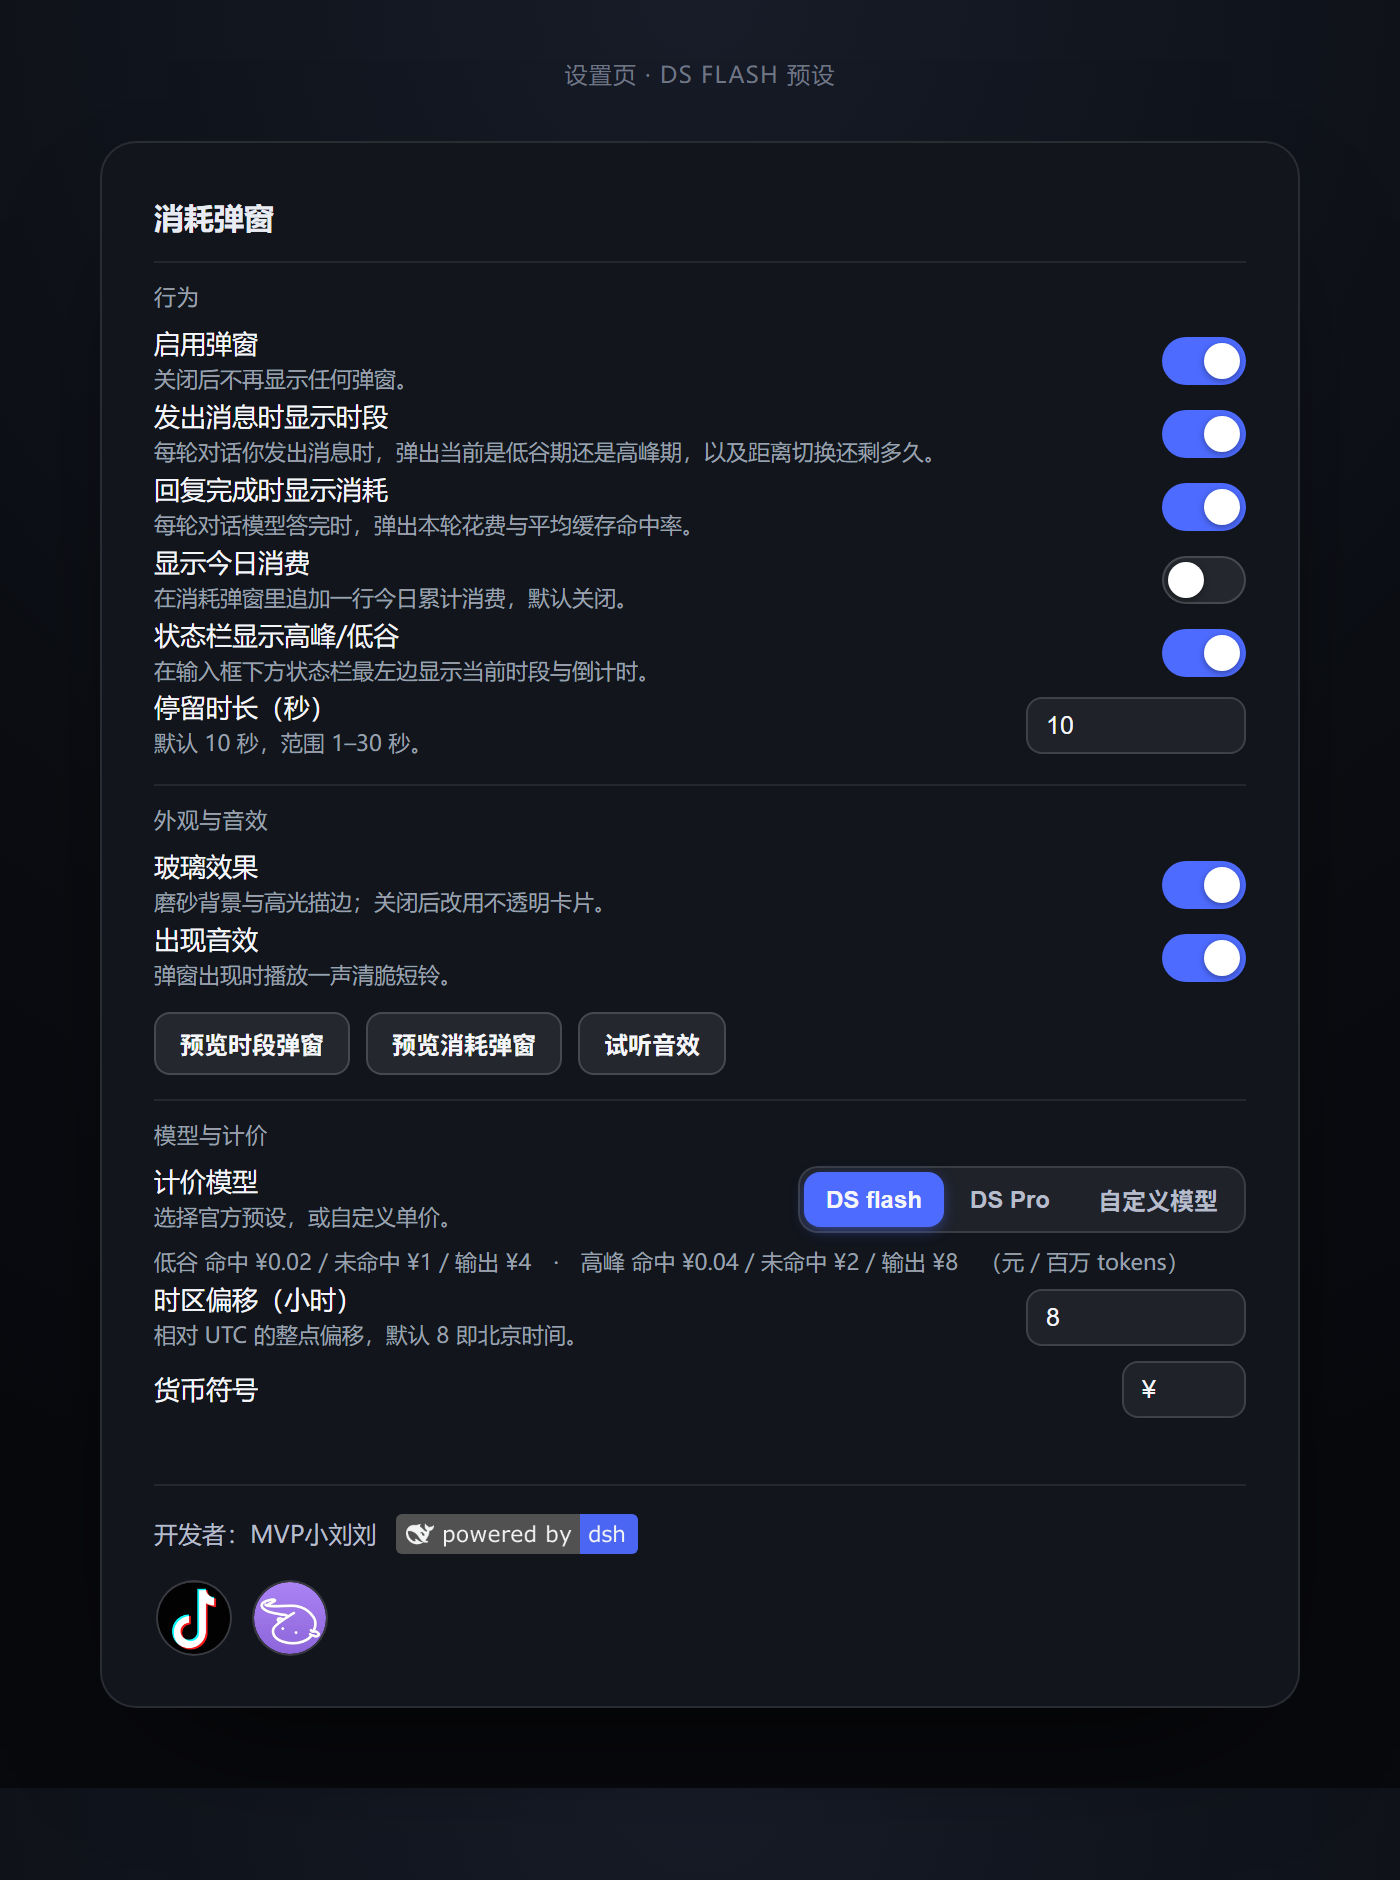 设置页 · DS FLASH 预设
消耗弹窗
行为
启用弹窗
关闭后不再显示任何弹窗。
发出消息时显示时段
每轮对话你发出消息时，弹出当前是低谷期还是高峰期，以及距离切换还剩多久。
回复完成时显示消耗
每轮对话模型答完时，弹出本轮花费与平均缓存命中率。
显示今日消费
在消耗弹窗里追加一行今日累计消费，默认关闭。
状态栏显示高峰/低谷
在输入框下方状态栏最左边显示当前时段与倒计时。
停留时长（秒）
默认 10 秒，范围 1–30 秒。
10
外观与音效
玻璃效果
磨砂背景与高光描边；关闭后改用不透明卡片。
出现音效
弹窗出现时播放一声清脆短铃。
预览时段弹窗 预览消耗弹窗 试听音效
模型与计价
计价模型
选择官方预设，或自定义单价。
DS flash DS Pro 自定义模型
低谷 命中 ¥0.02 / 未命中 ¥1 / 输出 ¥4 · 高峰 命中 ¥0.04 / 未命中 ¥2 / 输出 ¥8 （元 / 百万 tokens）
时区偏移（小时）
相对 UTC 的整点偏移，默认 8 即北京时间。
8
货币符号
¥
开发者：MVP小刘刘 powered by dsh